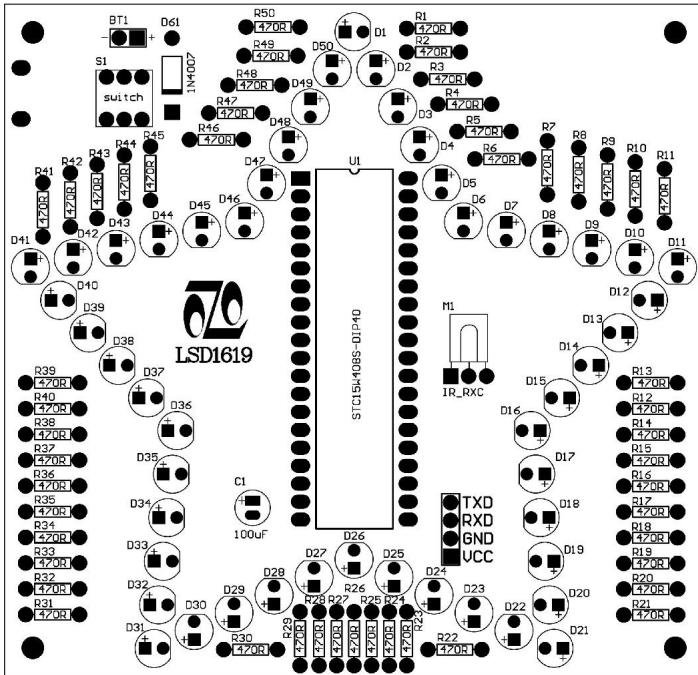 BT1
D61
- +
S1
switch
1N4007
R50
470R
R49
470R
R48
470R
R47
470R
R46
470R
D1
D50
D2
D49
D3
D48
D4
D47
D5
R1
470R
R2
470R
R3
470R
R4
470R
R5
470R
R6
470R
R7
470R
R8
470R
R9
470R
R10
470R
R11
470R
R41
470R
R42
470R
R43
470R
R44
470R
R45
470R
D41
D42
D43
D44
D45
D46
U1
STC15W408S-DIP40
D6
D7
D8
D9
D10
D11
D40
D39
D38
D37
D36
D35
D34
D33
D32
D31
LSD1619
M1
IR_RXC
D12
D13
D14
D15
D16
D17
D18
D19
D20
D21
R39
470R
R40
470R
R38
470R
R37
470R
R36
470R
R35
470R
R34
470R
R33
470R
R32
470R
R31
470R
R13
470R
R12
470R
R14
470R
R15
470R
R16
470R
R17
470R
R18
470R
R19
470R
R20
470R
R21
470R
C1
100uF
TXD
RXD
GND
VCC
D30
D29
D28
D27
D26
D25
D24
D23
D22
R30
470R
R29
470R
R28
470R
R27
470R
R26
470R
R25
470R
R24
470R
R23
R22
470R